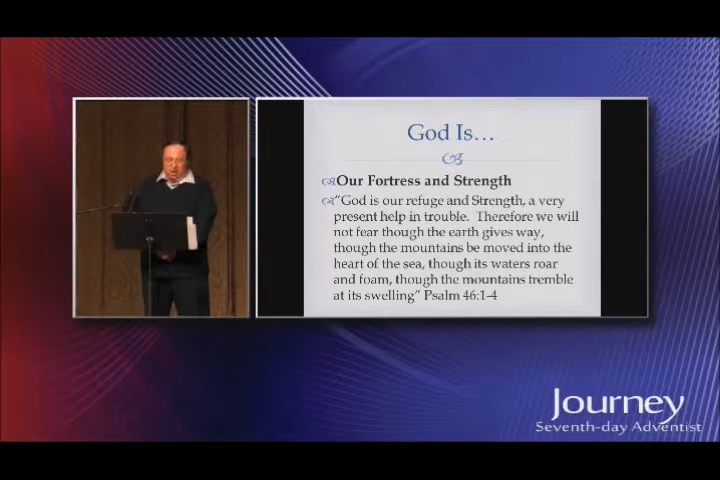 God Is...
Our Fortress and Strength
"God is our refuge and Strength, a very
present help in trouble. Therefore we will
not fear though the earth gives way,
though the mountains be moved into the
heart of the sea, though its waters roar
and foam, though the mountains tremble
at its swelling" Psalm 46:1-4
Journey
Seventh-day Adventist